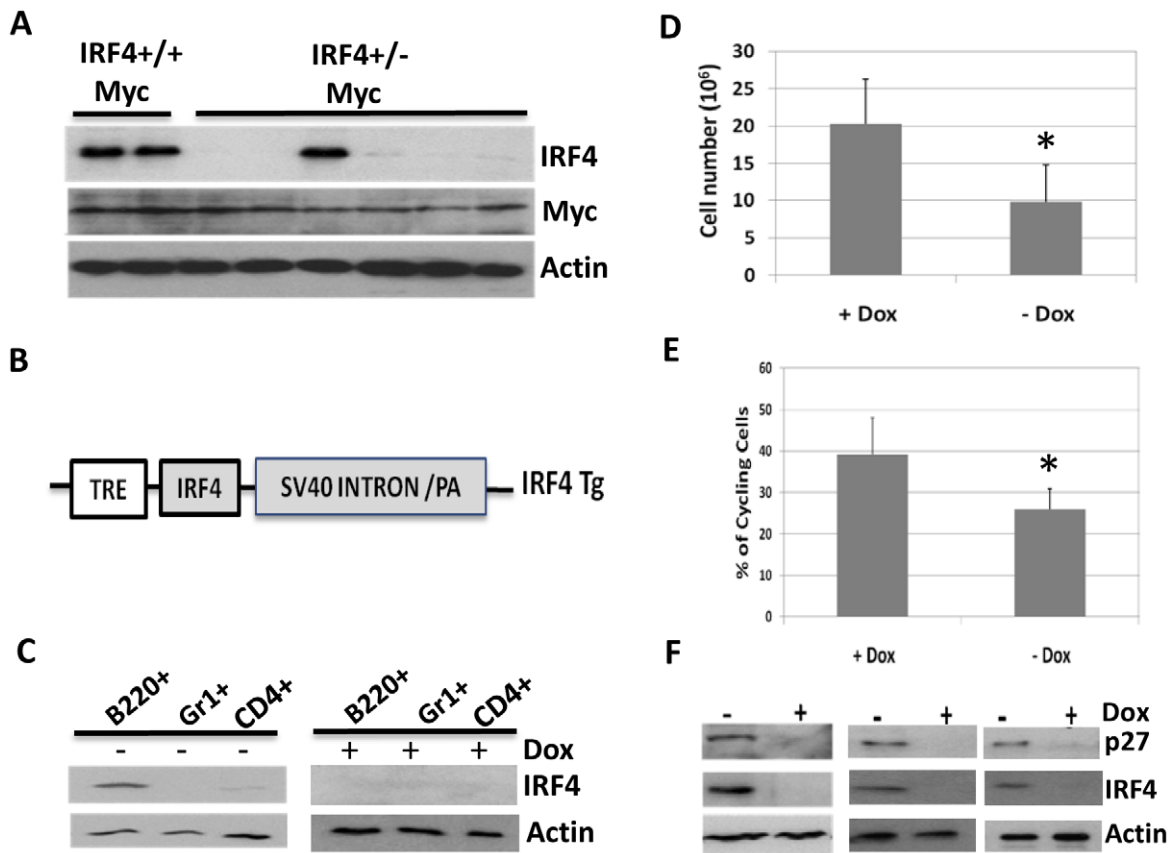 A
IRF4+/+
Myc
IRF4+/-
Myc
IRF4
Myc
Actin
B
TRE
IRF4
SV40 INTRON /PA
IRF4 Tg
C
B220+
Gr1+
CD4+
B220+
Gr1+
CD4+
- - - + + + Dox
IRF4
Actin
D
Cell number (10⁶)
30
25
20
15
10
5
0
*
+ Dox
- Dox
E
% of Cycling Cells
60
50
40
30
20
10
0
*
+ Dox
- Dox
F
- + - + - + Dox
p27
IRF4
Actin